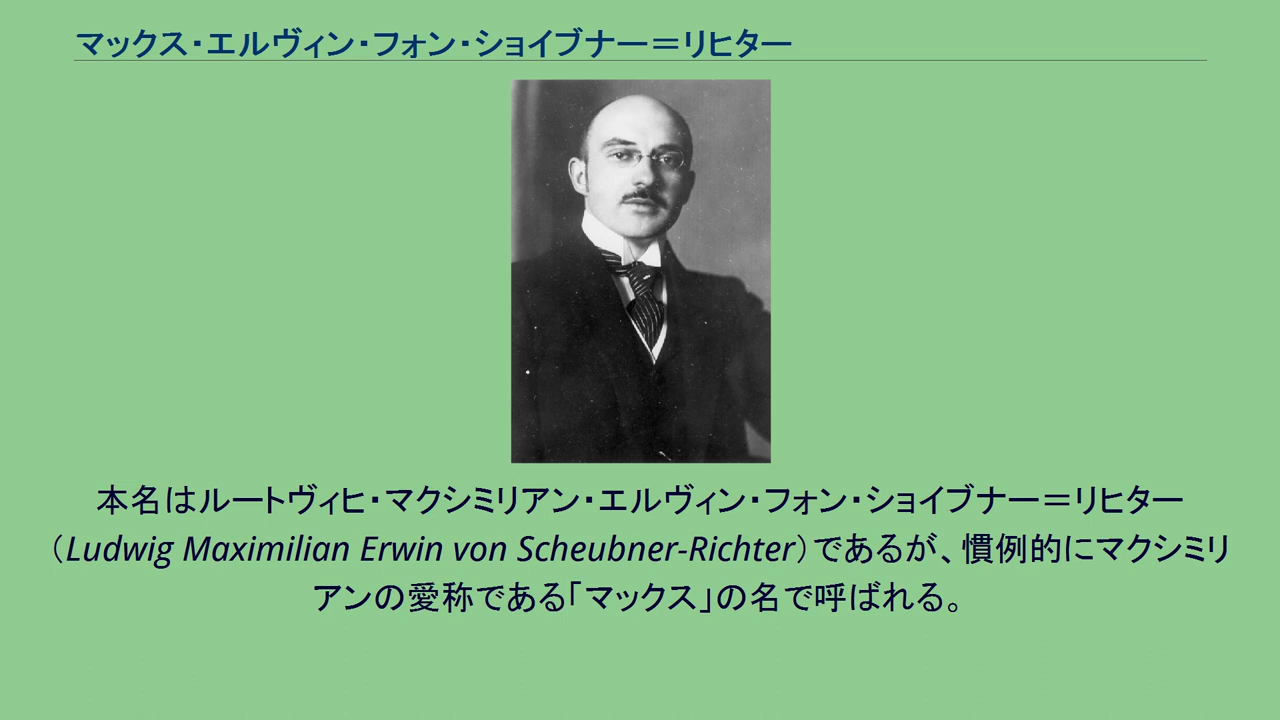 マックス・エルヴィン・フォン・ショイブナー＝リヒター
本名はルートヴィヒ・マクシミリアン・エルヴィン・フォン・ショイブナー＝リヒター
（Ludwig Maximilian Erwin von Scheubner-Richter）であるが、慣例的にマクシミリ
アンの愛称である「マックス」の名で呼ばれる。